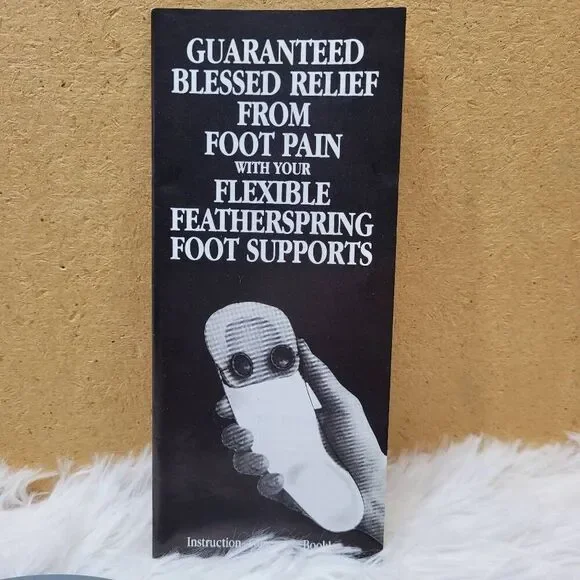 GUARANTEED
BLESSED RELIEF
FROM
FOOT PAIN
WITH YOUR
FLEXIBLE
FEATHERSPRING
FOOT SUPPORTS
Instruction